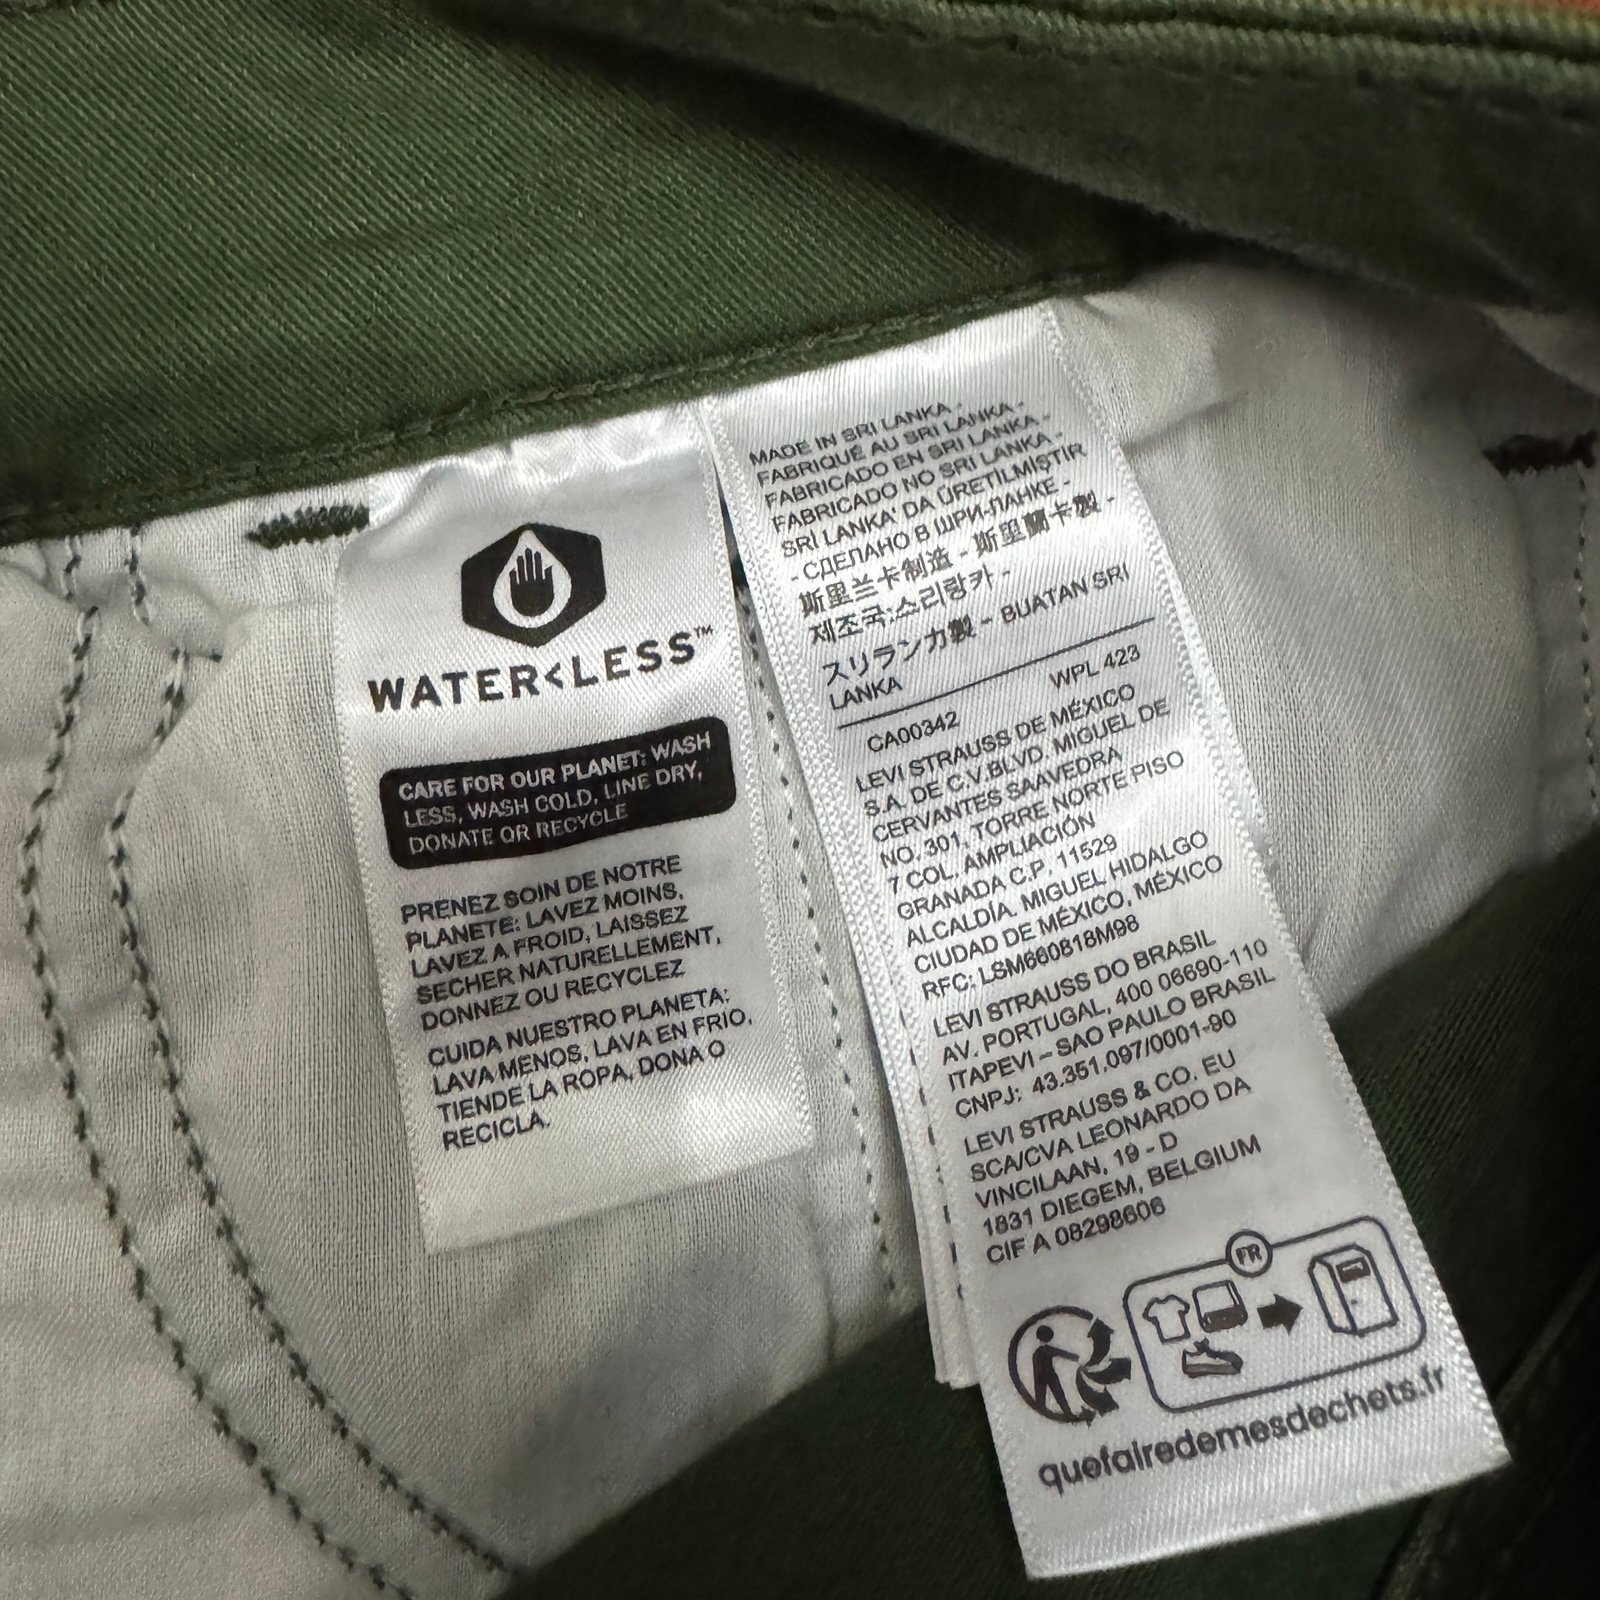 WATER<LESS™
CARE FOR OUR PLANET: WASH
LESS, WASH COLD, LINE DRY,
DONATE OR RECYCLE
PRENEZ SOIN DE NOTRE
PLANETE: LAVEZ MOINS,
LAVEZ A FROID, LAISSEZ
SECHER NATURELLEMENT,
DONNEZ OU RECYCLEZ
CUIDA NUESTRO PLANETA:
LAVA MENOS, LAVA EN FRIO,
TIENDE LA ROPA, DONA O
RECICLA.
MADE IN SRI LANKA -
FABRIQUÉ AU SRI LANKA -
FABRICADO EN SRI LANKA -
FABRICADO NO SRI LANKA -
SRİ LANKA' DA ÜRETİLMİŞTİR
- СДЕЛАНО В ШРИ-ЛАНКЕ -
斯里兰卡制造 - 斯里蘭卡製 -
제조국:스리랑카 -
スリランカ製 - BUATAN SRI
LANKA
CA00342 WPL 423
LEVI STRAUSS DE MÉXICO
S.A. DE C.V.BLVD. MIGUEL DE
CERVANTES SAAVEDRA
NO. 301, TORRE NORTE PISO
7 COL. AMPLIACIÓN
GRANADA C.P. 11529
ALCALDÍA. MIGUEL HIDALGO
CIUDAD DE MÉXICO, MÉXICO
RFC: LSM660818M98
LEVI STRAUSS DO BRASIL
AV. PORTUGAL, 400 06690-110
ITAPEVI – SAO PAULO BRASIL
CNPJ: 43.351.097/0001-90
LEVI STRAUSS & CO. EU
SCA/CVA LEONARDO DA
VINCILAAN, 19 - D
1831 DIEGEM, BELGIUM
CIF A 08298606
FR
quefairedemesdechets.fr